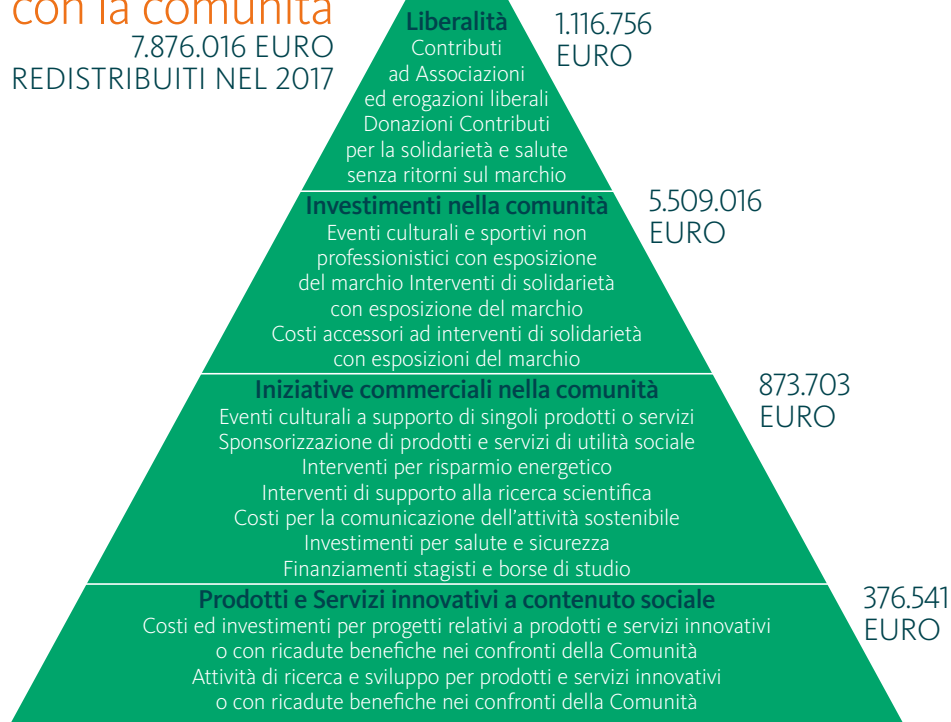 con la comunità
7.876.016 EURO
REDISTRIBUITI NEL 2017
Liberalità
Contributi
ad Associazioni
ed erogazioni liberali
Donazioni Contributi
per la solidarietà e salute
senza ritorni sul marchio
1.116.756
EURO
Investimenti nella comunità
Eventi culturali e sportivi non
professionistici con esposizione
del marchio Interventi di solidarietà
con esposizione del marchio
Costi accessori ad interventi di solidarietà
con esposizioni del marchio
5.509.016
EURO
Iniziative commerciali nella comunità
Eventi culturali a supporto di singoli prodotti o servizi
Sponsorizzazione di prodotti e servizi di utilità sociale
Interventi per risparmio energetico
Interventi di supporto alla ricerca scientifica
Costi per la comunicazione dell'attività sostenibile
Investimenti per salute e sicurezza
Finanziamenti stagisti e borse di studio
873.703
EURO
Prodotti e Servizi innovativi a contenuto sociale
Costi ed investimenti per progetti relativi a prodotti e servizi innovativi
o con ricadute benefiche nei confronti della Comunità
Attività di ricerca e sviluppo per prodotti e servizi innovativi
o con ricadute benefiche nei confronti della Comunità
376.541
EURO